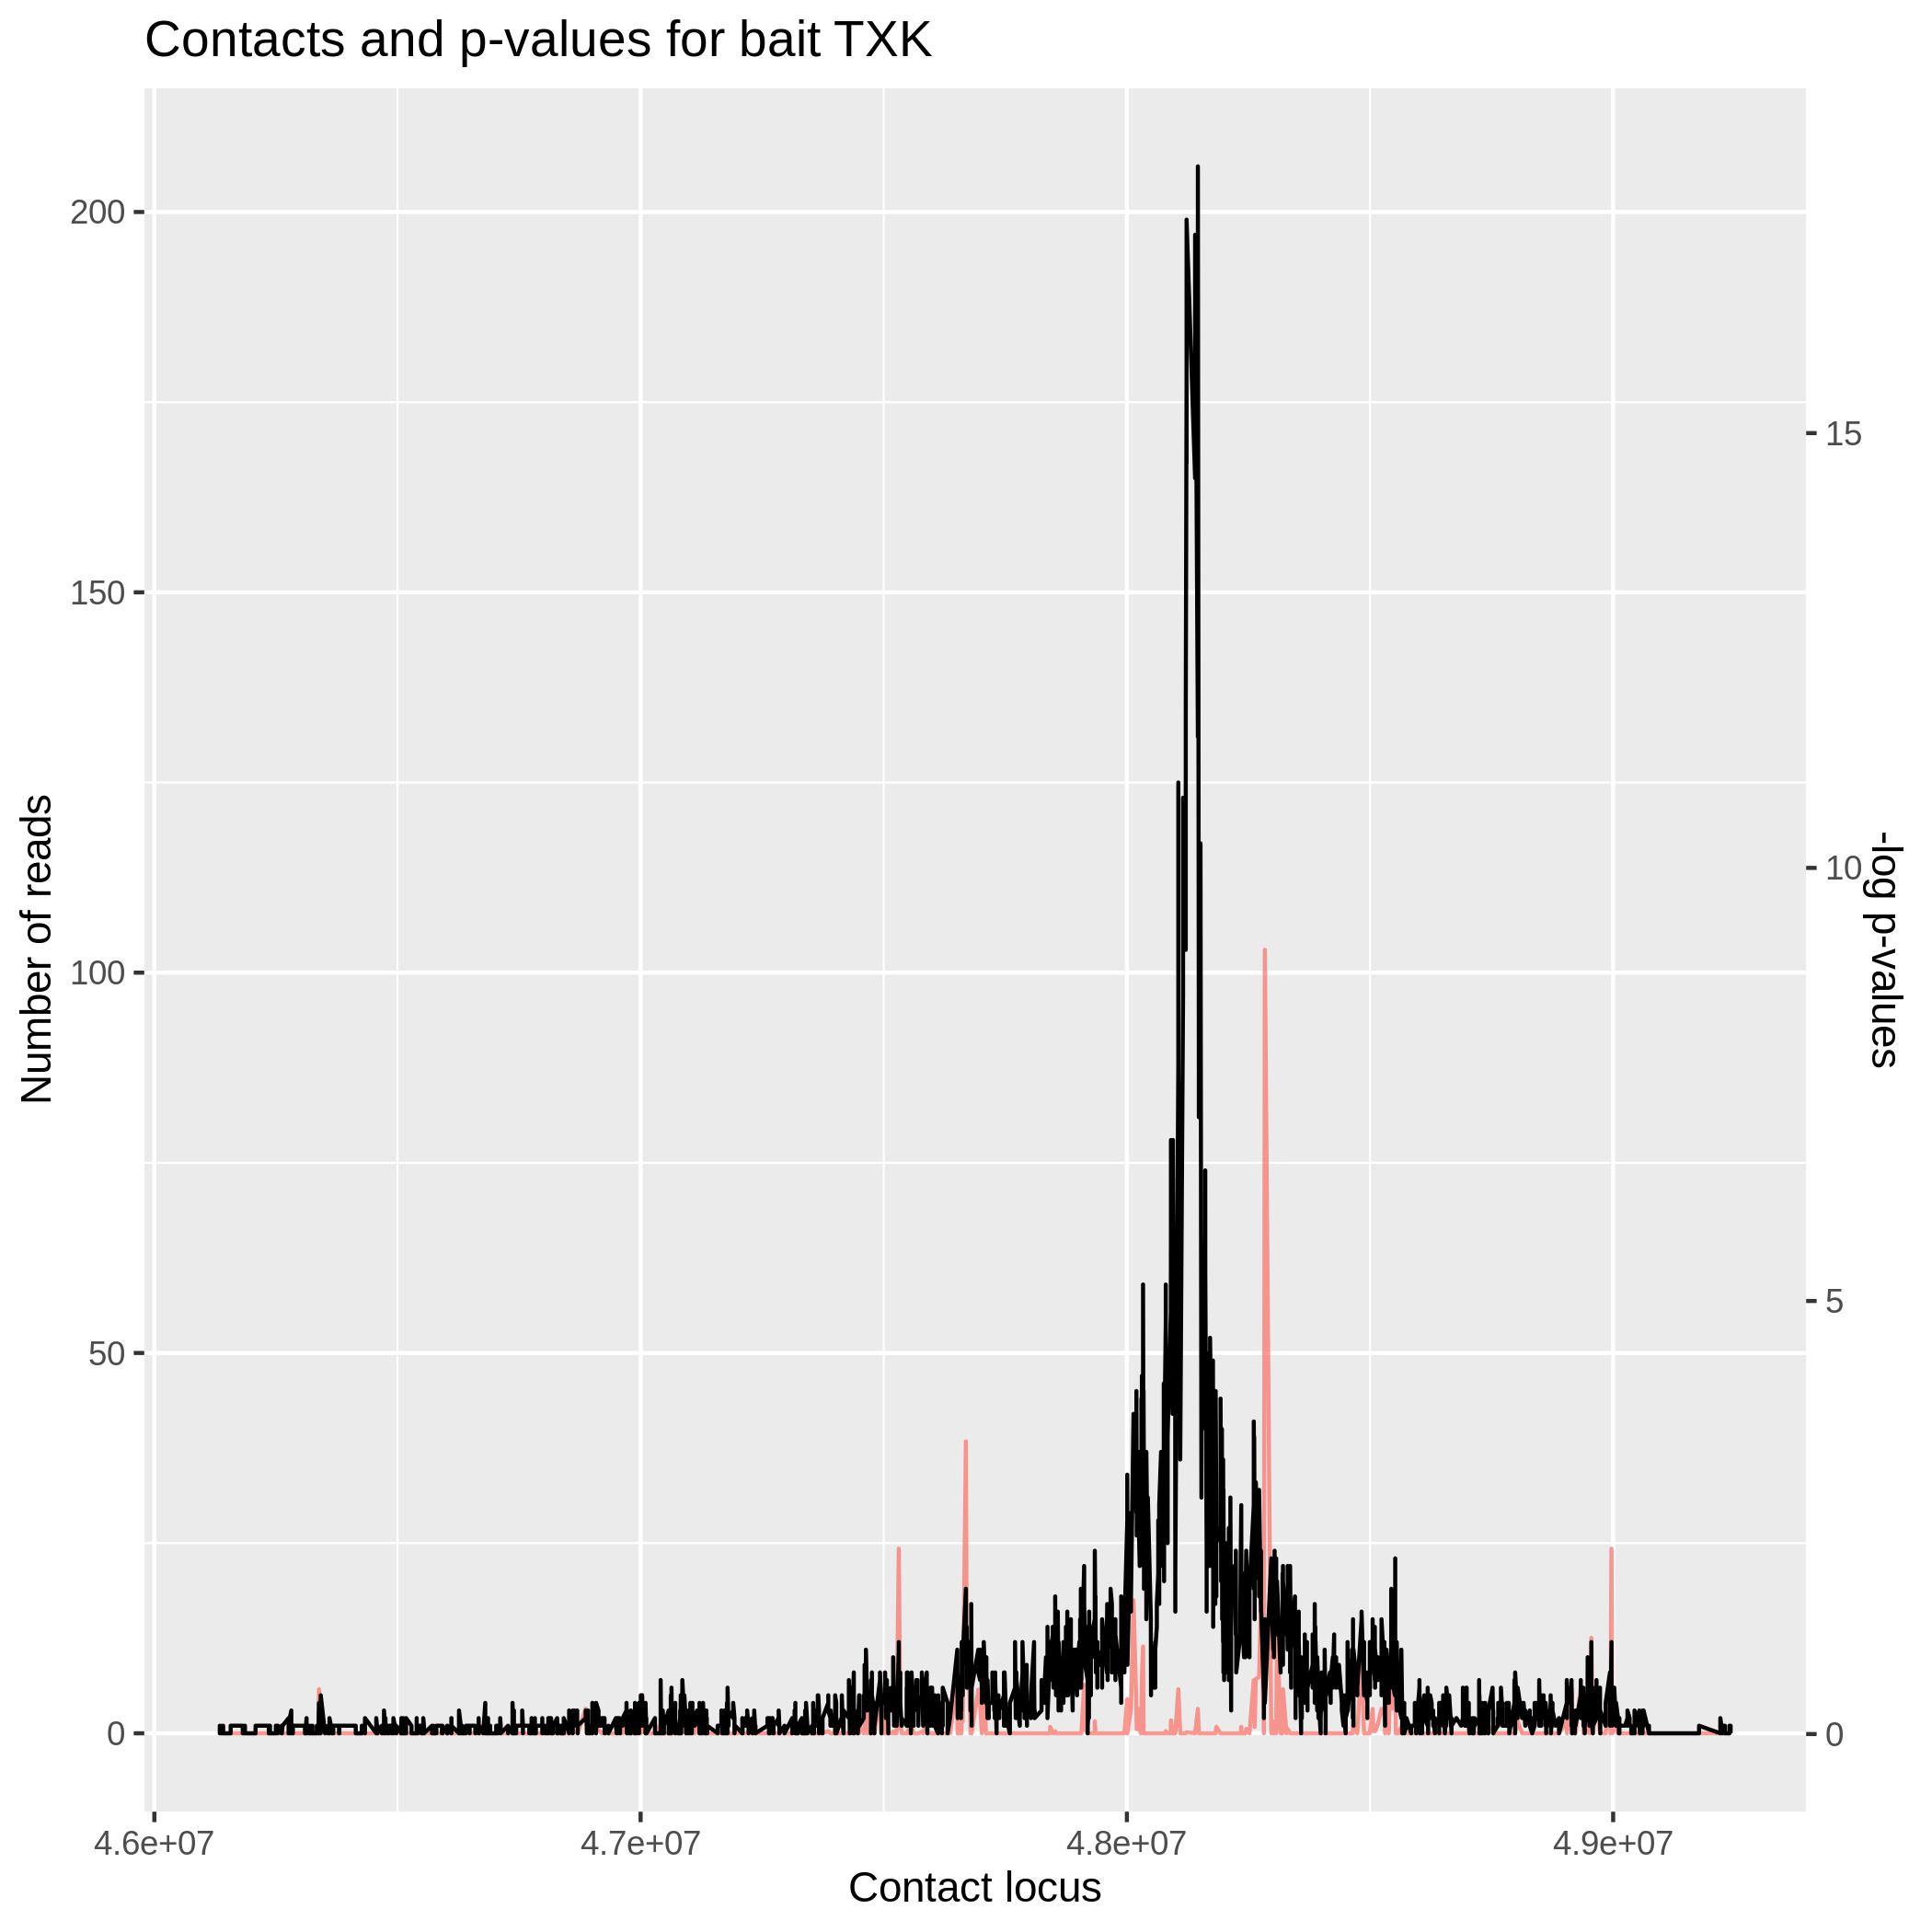 Contacts and p-values for bait TXK
200
150
100
50
0
Number of reads
15
10
5
0
-log p-values
4.6e+07
4.7e+07
4.8e+07
4.9e+07
Contact locus